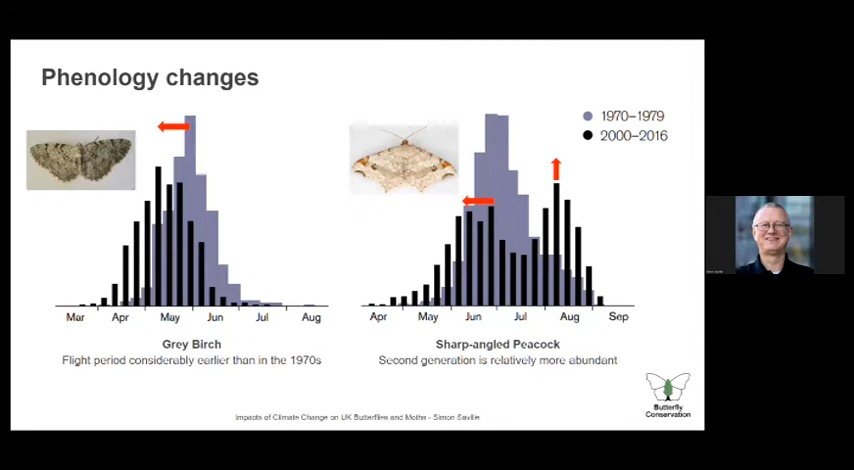 Phenology changes
1970–1979
2000–2016
Mar Apr May Jun Jul Aug
Apr May Jun Jul Aug Sep
Grey Birch
Flight period considerably earlier than in the 1970s
Sharp-angled Peacock
Second generation is relatively more abundant
Butterfly
Conservation
Impacts of Climate Change on UK Butterflies and Moths - Simon Saville